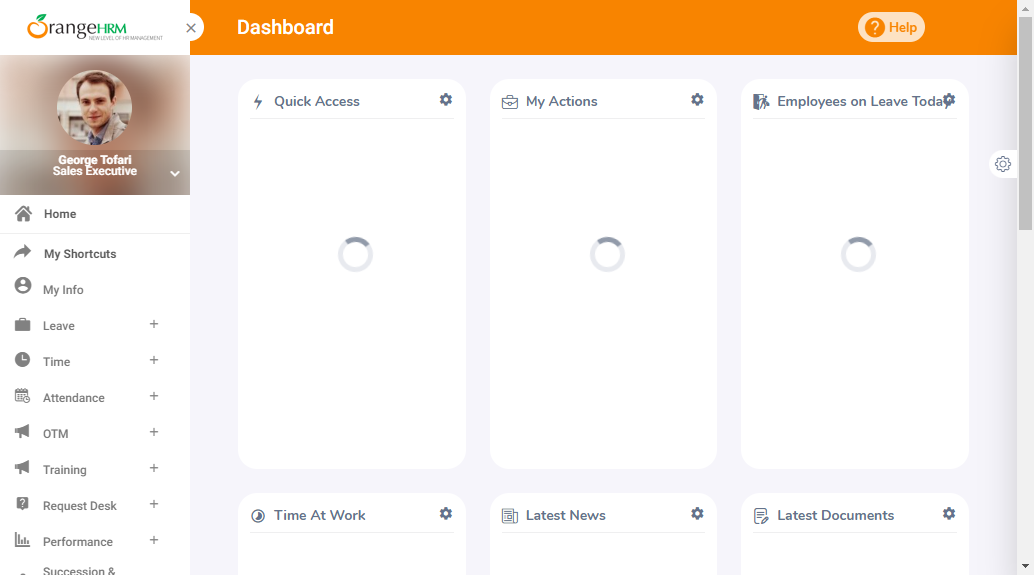 OrangeHRM
NEW LEVEL OF HR MANAGEMENT
Dashboard
Help
George Tofari
Sales Executive
Home
My Shortcuts
My Info
Leave
Time
Attendance
OTM
Training
Request Desk
Performance
Succession &
Quick Access
My Actions
Employees on Leave Today
Time At Work
Latest News
Latest Documents